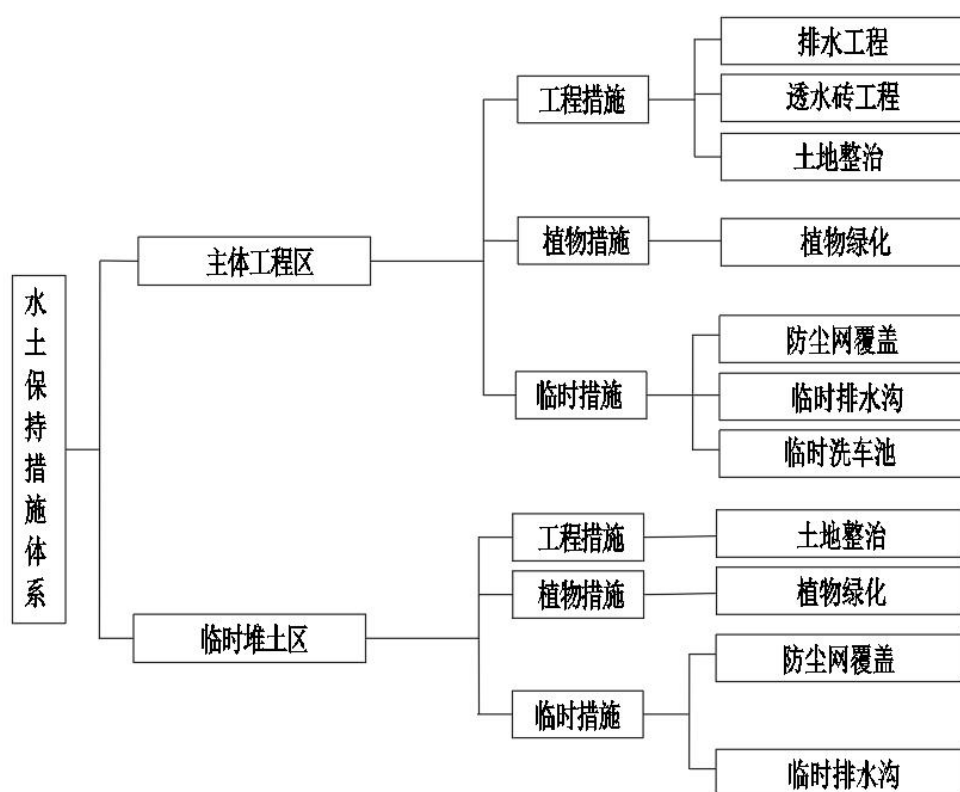 水土保持措施体系
主体工程区
工程措施
排水工程
透水砖工程
土地整治
植物措施
植物绿化
临时措施
防尘网覆盖
临时排水沟
临时洗车池
临时堆土区
工程措施
土地整治
植物措施
植物绿化
临时措施
防尘网覆盖
临时排水沟